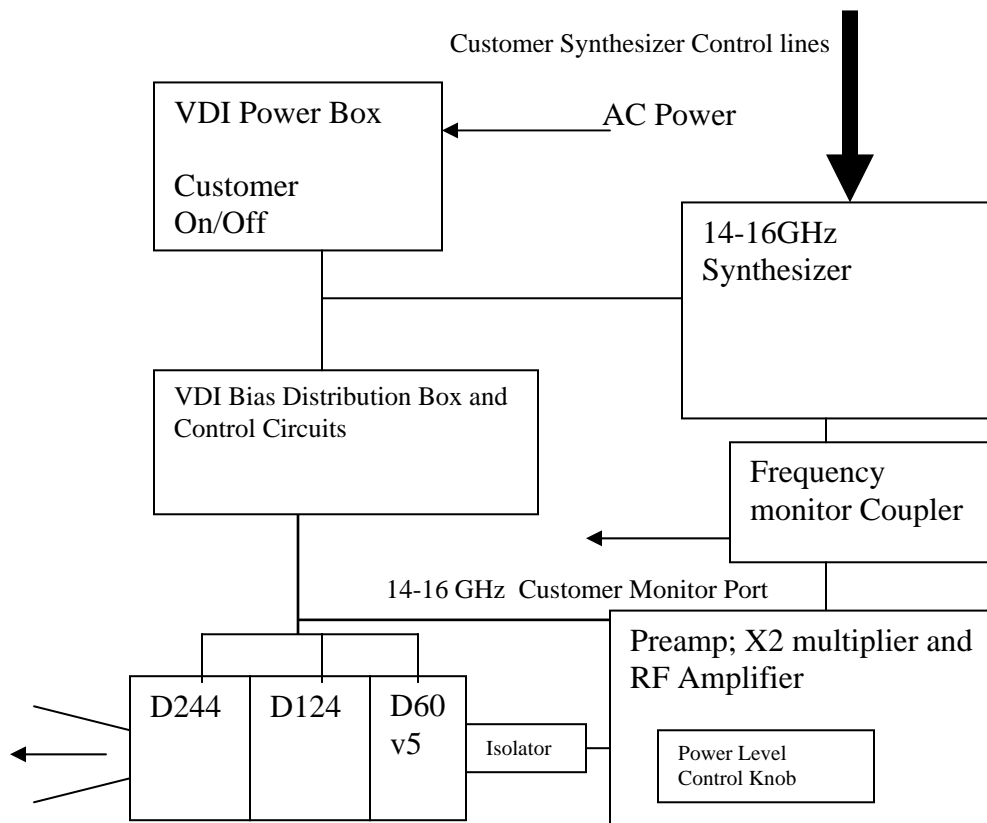 Customer Synthesizer Control lines
VDI Power Box
AC Power
Customer
On/Off
14-16GHz
Synthesizer
VDI Bias Distribution Box and
Control Circuits
Frequency
monitor Coupler
14-16 GHz  Customer Monitor Port
Preamp; X2 multiplier and
RF Amplifier
D244
D124
D60
v5
Isolator
Power Level
Control Knob